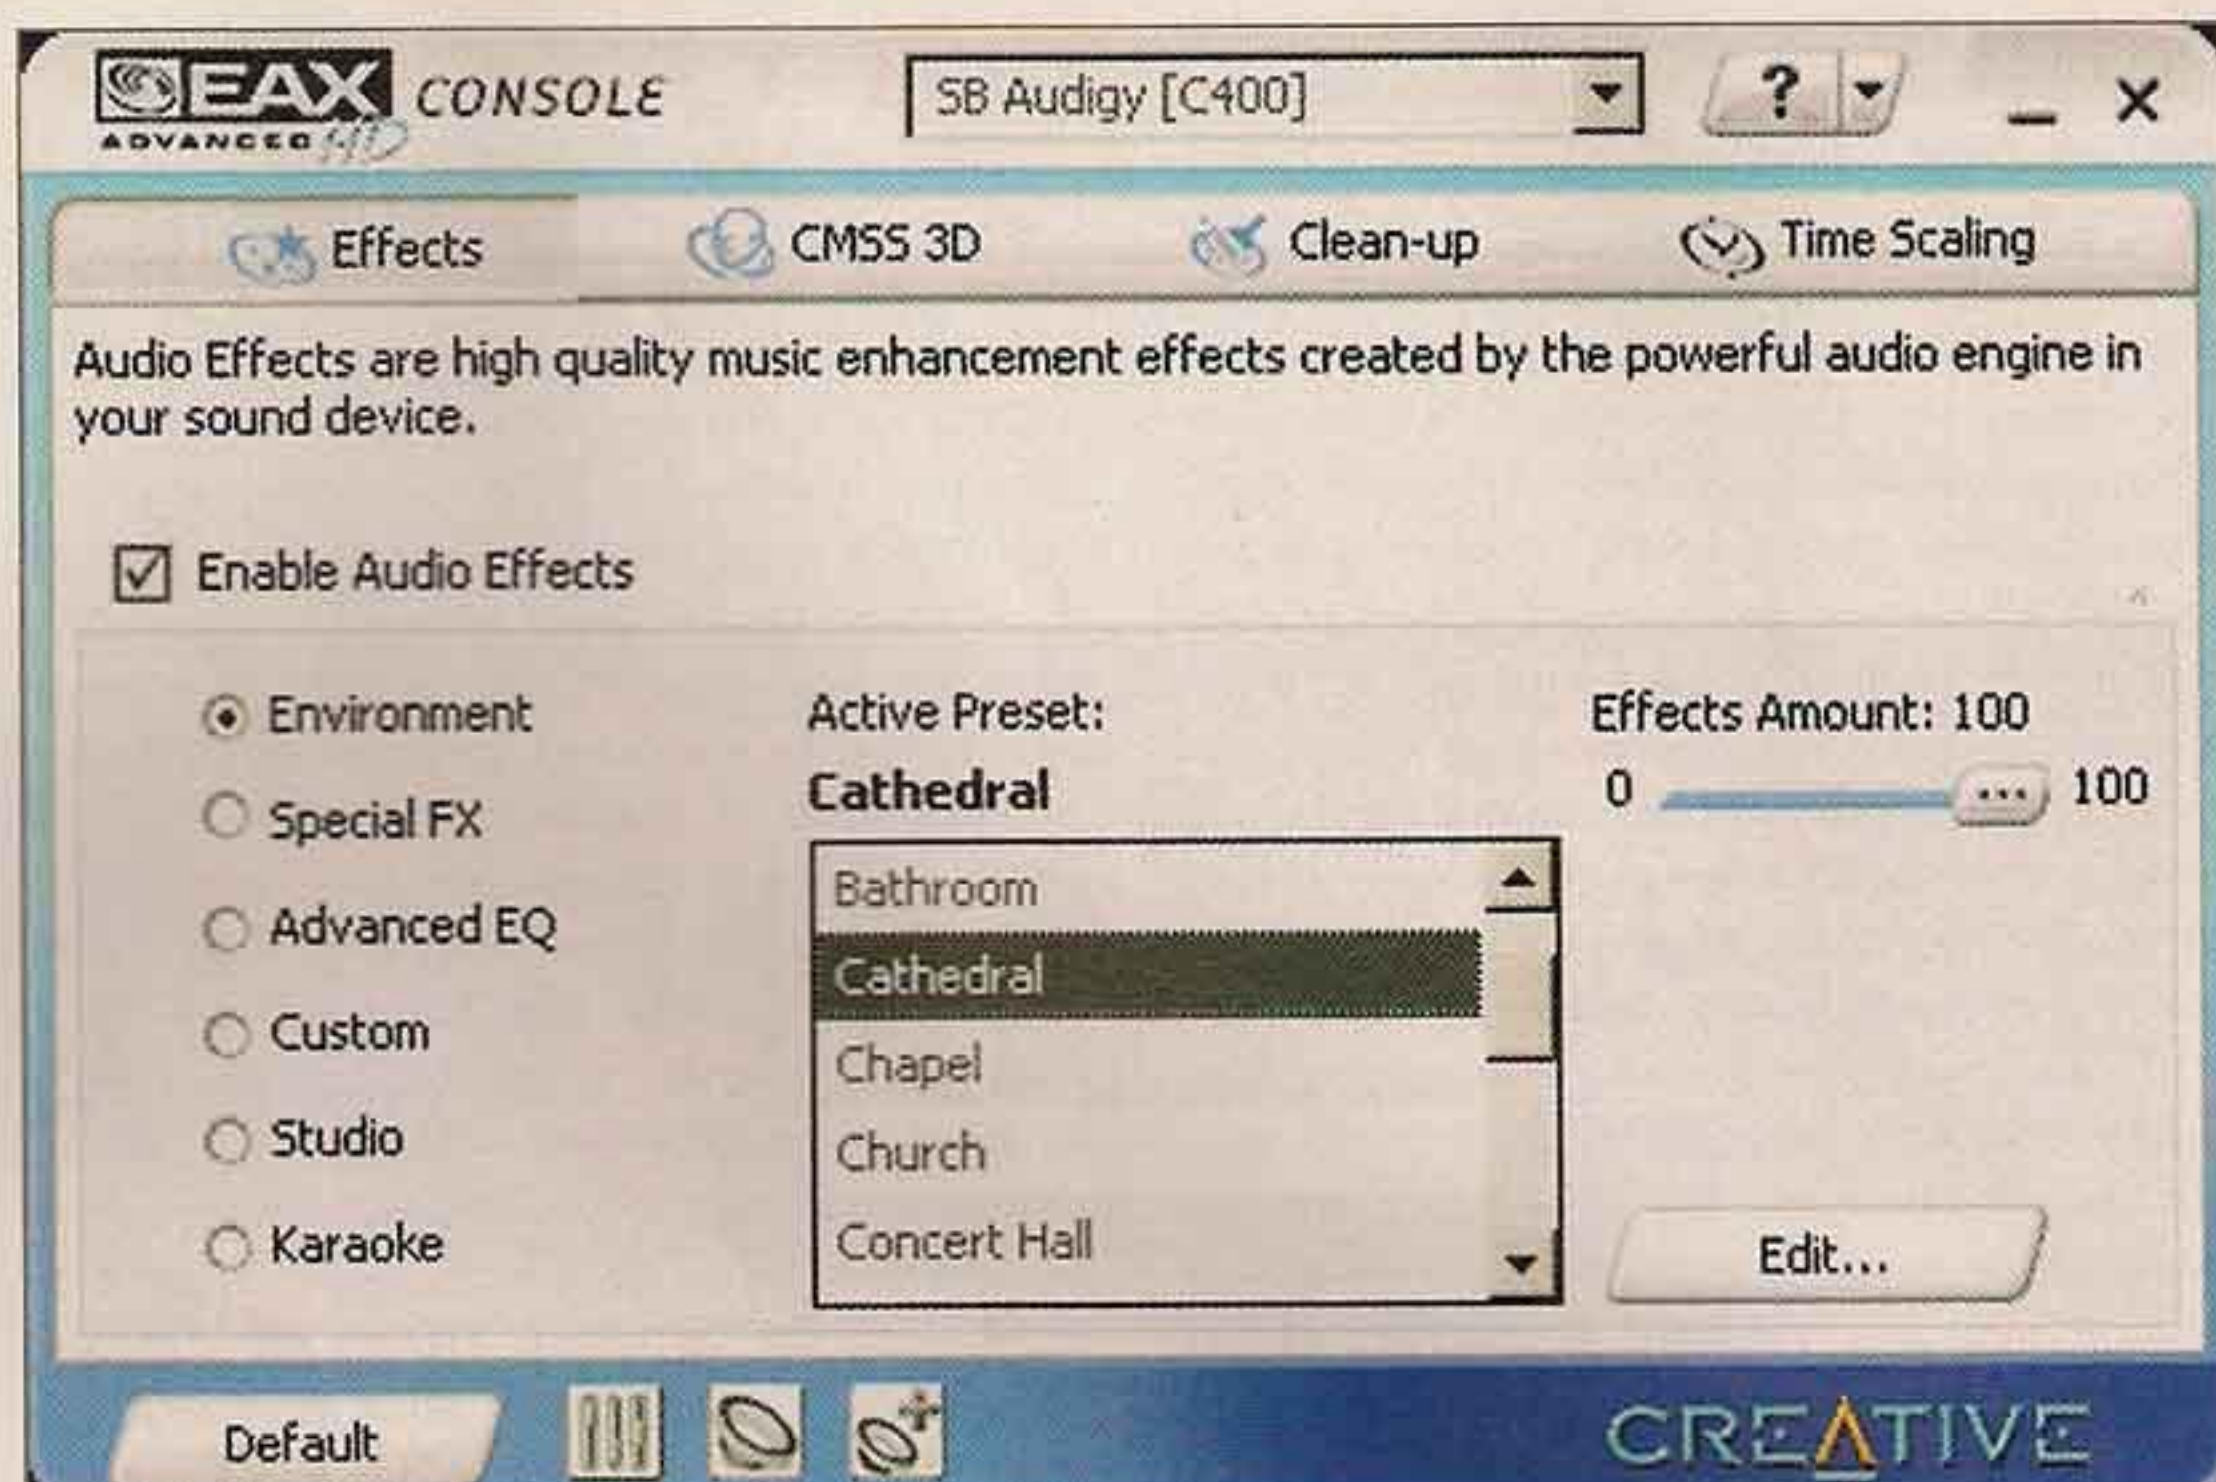 EAX CONSOLE
ADVANCED HD
SB Audigy [C400]
?
Effects
CMSS 3D
Clean-up
Time Scaling
Audio Effects are high quality music enhancement effects created by the powerful audio engine in
your sound device.
Enable Audio Effects
Environment
Special FX
Advanced EQ
Custom
Studio
Karaoke
Active Preset:
Cathedral
Bathroom
Cathedral
Chapel
Church
Concert Hall
Effects Amount: 100
0
100
Edit...
Default
CREATIVE